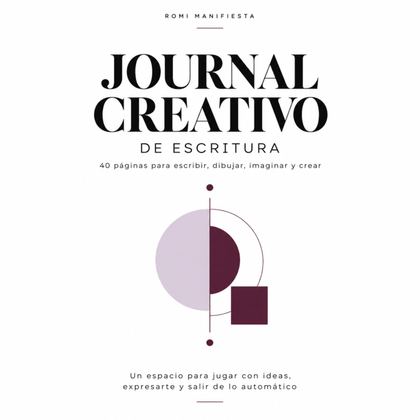 ROMI MANIFIESTA
JOURNAL
CREATIVO
DE ESCRITURA
40 páginas para escribir, dibujar, imaginar y crear
Un espacio para jugar con ideas,
expresarte y salir de lo automático